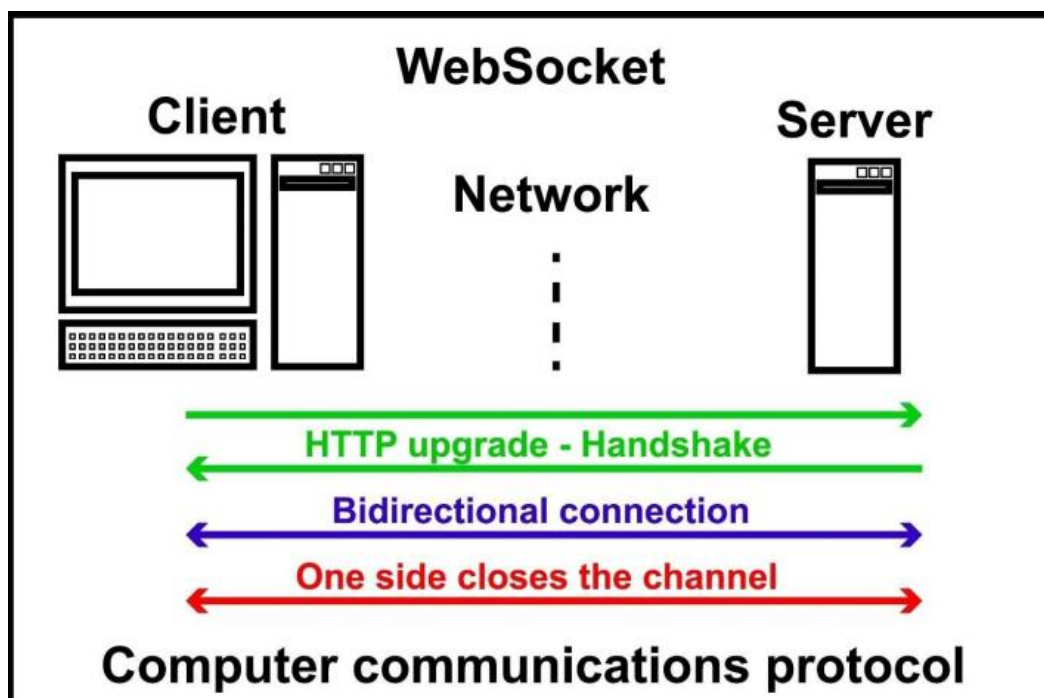 WebSocket
Client
Server
Network
HTTP upgrade - Handshake
Bidirectional connection
One side closes the channel
Computer communications protocol